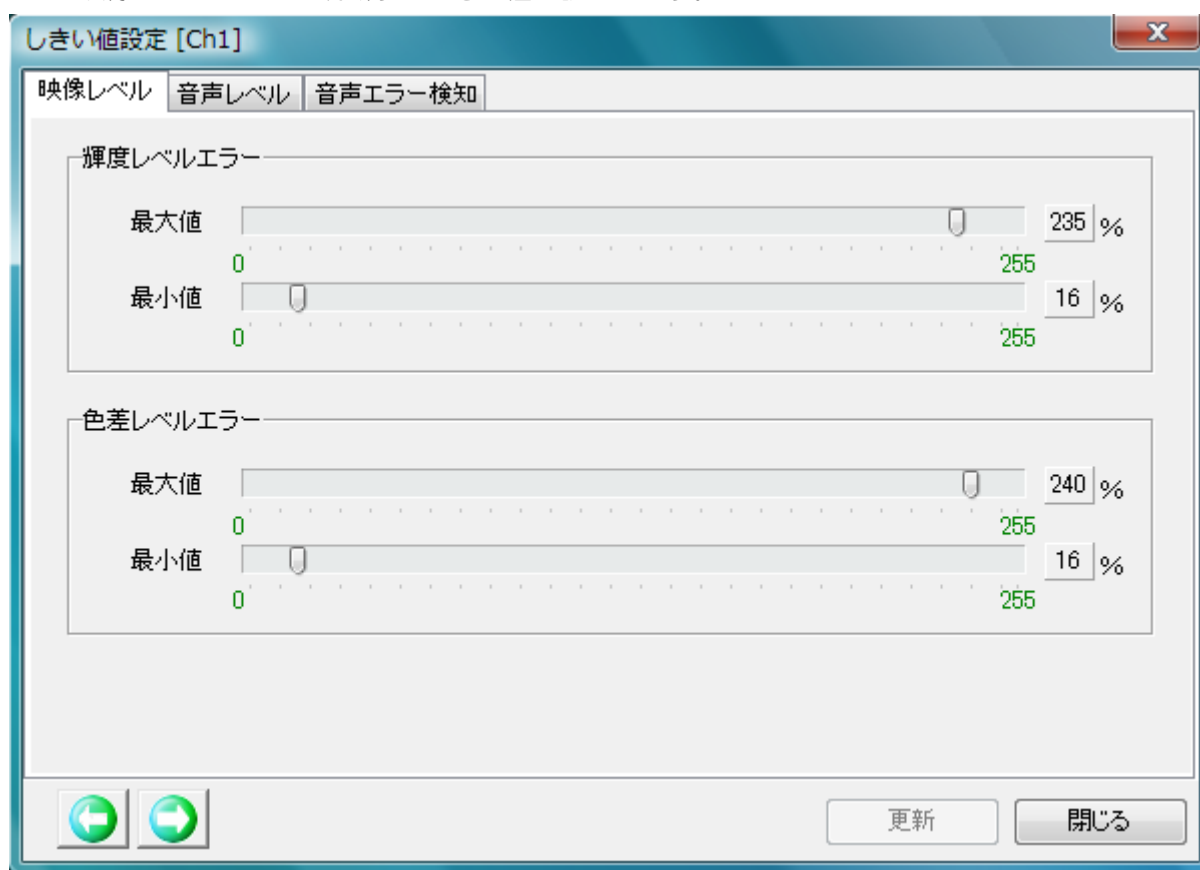 しきい値設定 [Ch1]
映像レベル 音声レベル 音声エラー検知
輝度レベルエラー
最大値 235 %
0 255
最小値 16 %
0 255
色差レベルエラー
最大値 240 %
0 255
最小値 16 %
0 255
更新 閉じる